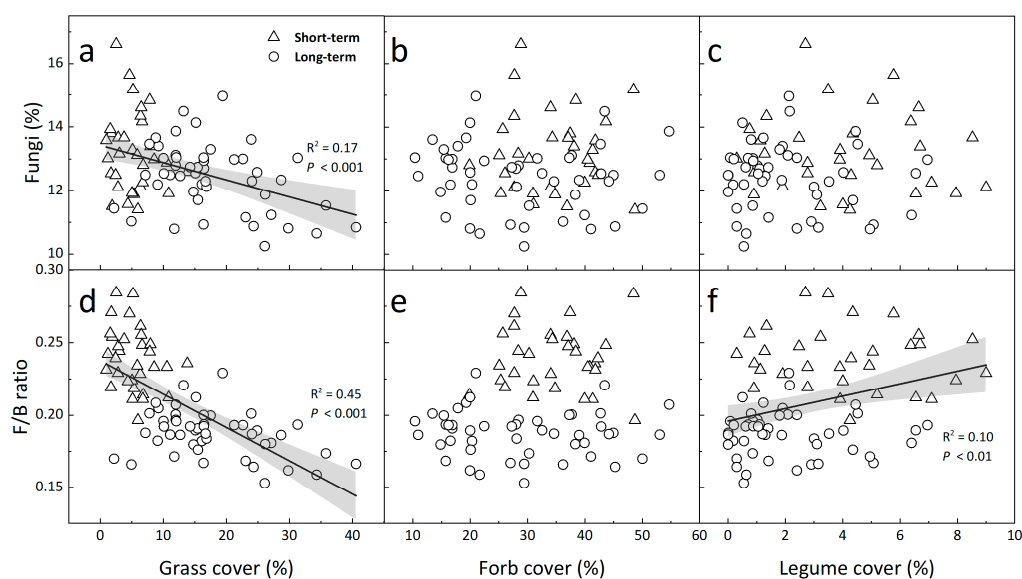 a
Short-term
Long-term
b
c
16
14
12
10
Fungi (%)
R² = 0.17
P < 0.001
d
e
f
0.30
0.25
0.20
0.15
F/B ratio
R² = 0.45
P < 0.001
R² = 0.10
P < 0.01
0 10 20 30 40
10 20 30 40 50 60
0 2 4 6 8 10
Grass cover (%)
Forb cover (%)
Legume cover (%)